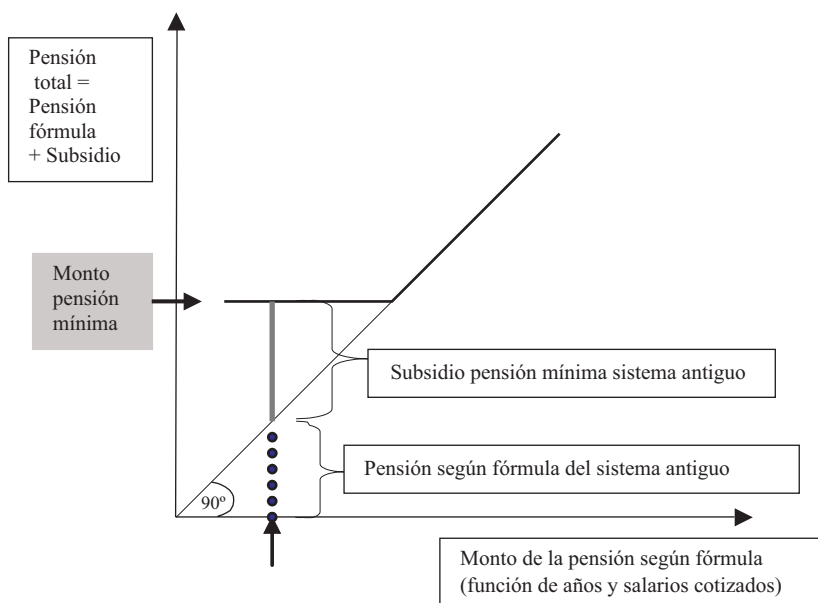 Pensión
total =
Pensión
fórmula
+ Subsidio
Monto
pensión
mínima
Subsidio pensión mínima sistema antiguo
Pensión según fórmula del sistema antiguo
90º
Monto de la pensión según fórmula
(función de años y salarios cotizados)